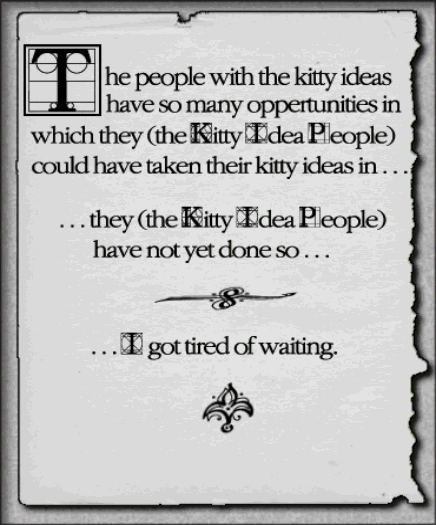 The people with the kitty ideas
have so many oppertunities in
which they (the Kitty Idea People)
could have taken their kitty ideas in . . .
. . . they (the Kitty Idea People)
have not yet done so . . .
. . . I got tired of waiting.